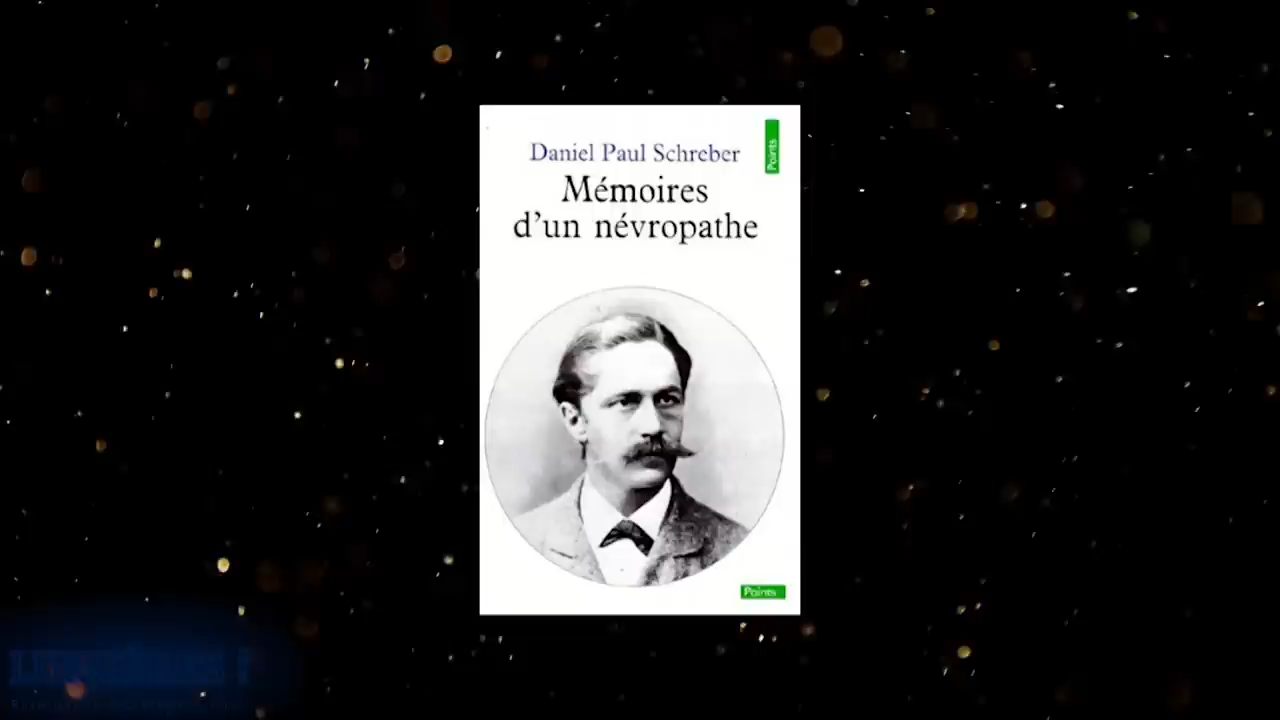 Points
Daniel Paul Schreber
Mémoires
d'un névropathe
Points